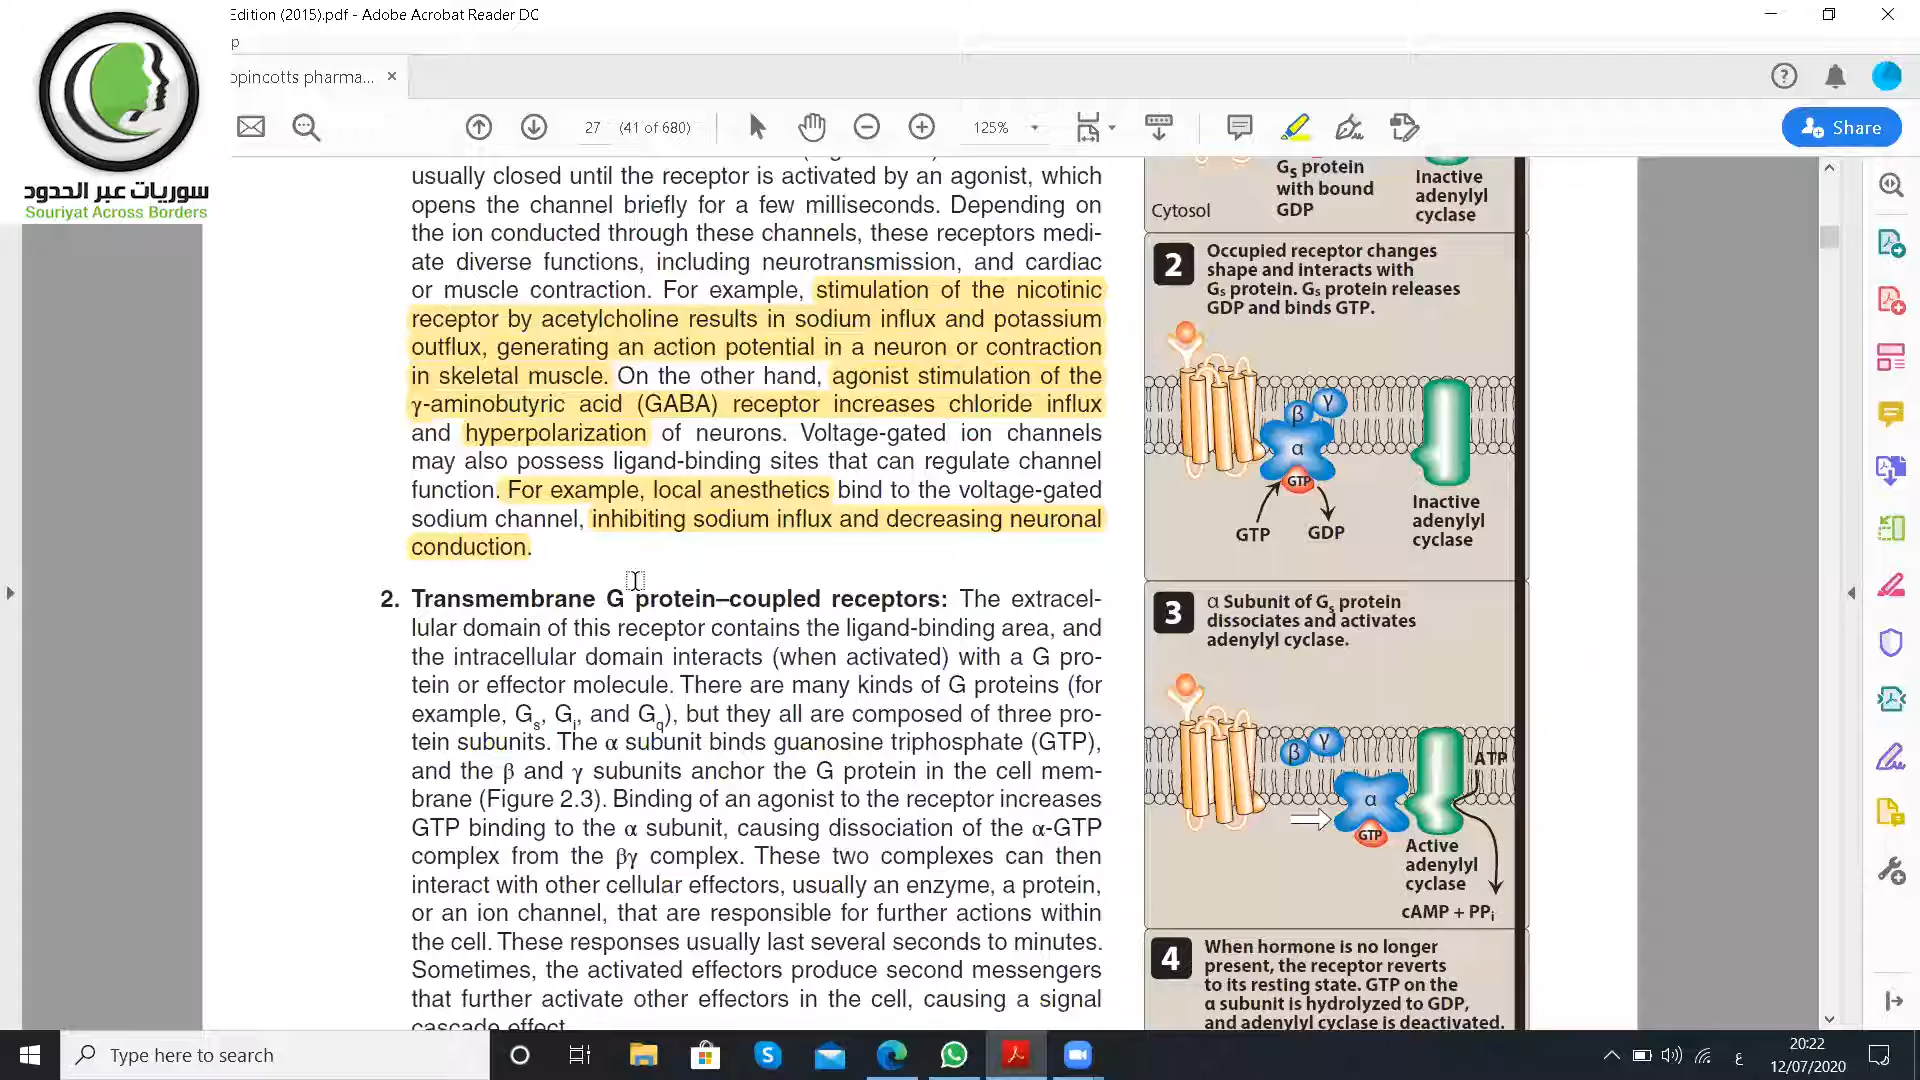 Edition (2015).pdf - Adobe Acrobat Reader DC
p
opincotts pharma...
27 (41 of 680)
125%
Share
سوريات عبر الحدود
Souriyat Across Borders
usually closed until the receptor is activated by an agonist, which
opens the channel briefly for a few milliseconds. Depending on
the ion conducted through these channels, these receptors medi-
ate diverse functions, including neurotransmission, and cardiac
or muscle contraction. For example, stimulation of the nicotinic
receptor by acetylcholine results in sodium influx and potassium
outflux, generating an action potential in a neuron or contraction
in skeletal muscle. On the other hand, agonist stimulation of the
γ-aminobutyric acid (GABA) receptor increases chloride influx
and hyperpolarization of neurons. Voltage-gated ion channels
may also possess ligand-binding sites that can regulate channel
function. For example, local anesthetics bind to the voltage-gated
sodium channel, inhibiting sodium influx and decreasing neuronal
conduction.
2. Transmembrane G protein–coupled receptors: The extracel-
lular domain of this receptor contains the ligand-binding area, and
the intracellular domain interacts (when activated) with a G pro-
tein or effector molecule. There are many kinds of G proteins (for
example, Gs, Gi, and Gq), but they all are composed of three pro-
tein subunits. The α subunit binds guanosine triphosphate (GTP),
and the β and γ subunits anchor the G protein in the cell mem-
brane (Figure 2.3). Binding of an agonist to the receptor increases
GTP binding to the α subunit, causing dissociation of the α-GTP
complex from the βγ complex. These two complexes can then
interact with other cellular effectors, usually an enzyme, a protein,
or an ion channel, that are responsible for further actions within
the cell. These responses usually last several seconds to minutes.
Sometimes, the activated effectors produce second messengers
that further activate other effectors in the cell, causing a signal
cascade effect.
Gs protein
with bound
GDP
Inactive
adenylyl
cyclase
Cytosol
2
Occupied receptor changes
shape and interacts with
Gs protein. Gs protein releases
GDP and binds GTP.
β γ
α
GTP
GTP
GDP
Inactive
adenylyl
cyclase
3
α Subunit of Gs protein
dissociates and activates
adenylyl cyclase.
β γ
ATP
α
GTP
Active
adenylyl
cyclase
cAMP + PPi
4
When hormone is no longer
present, the receptor reverts
to its resting state. GTP on the
α subunit is hydrolyzed to GDP,
and adenylyl cyclase is deactivated.
Type here to search
ع
20:22
12/07/2020